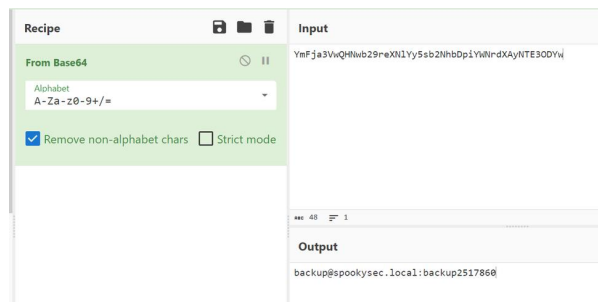 Recipe
From Base64
Alphabet
A-Za-z0-9+/=
Remove non-alphabet chars
Strict mode
Input
YmFja3VwQHNwb29reXNlYy5sb2NhbDpiYWNrdXAyNTE3ODYw
REC 48 1
Output
backup@spookysec.local:backup2517860